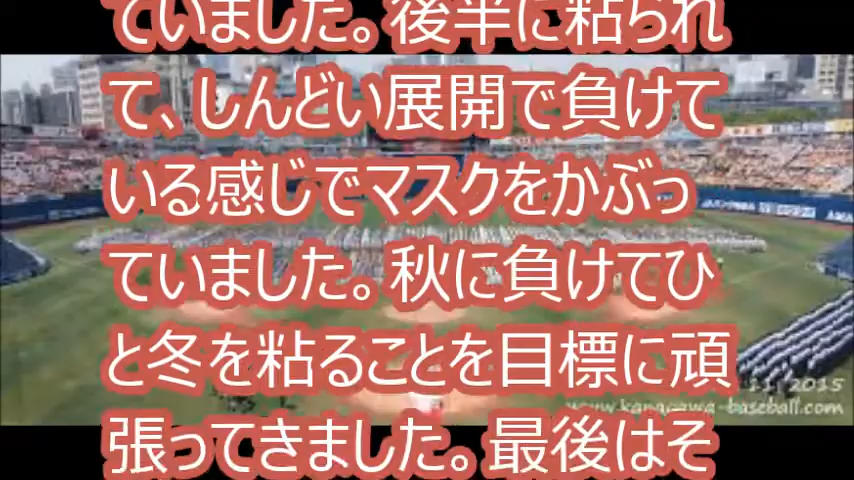 ていました。後半に粘られ
て、しんどい展開で負けて
いる感じでマスクをかぶっ
ていました。秋に負けてひ
と冬を粘ることを目標に頑
張ってきました。最後はそ
11, 2015
www.kanagawa-baseball.com